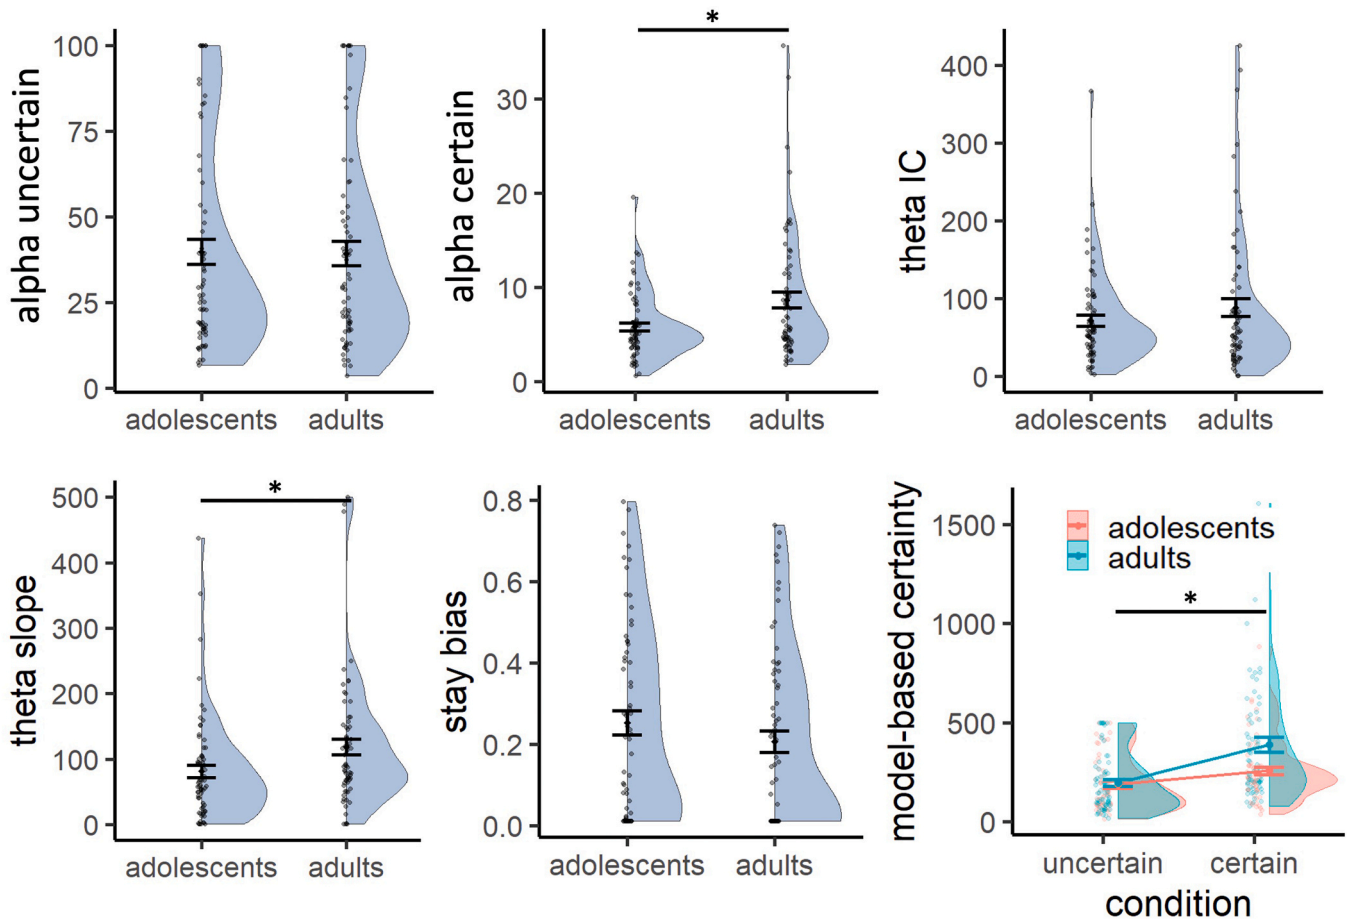 alpha uncertain
100
75
50
25
0
adolescents adults
alpha certain
30
20
10
0
*
adolescents adults
theta IC
400
300
200
100
0
adolescents adults
theta slope
500
400
300
200
100
0
*
adolescents adults
stay bias
0.8
0.6
0.4
0.2
0.0
adolescents adults
model-based certainty
1500
1000
500
0
adolescents
adults
*
uncertain certain
condition